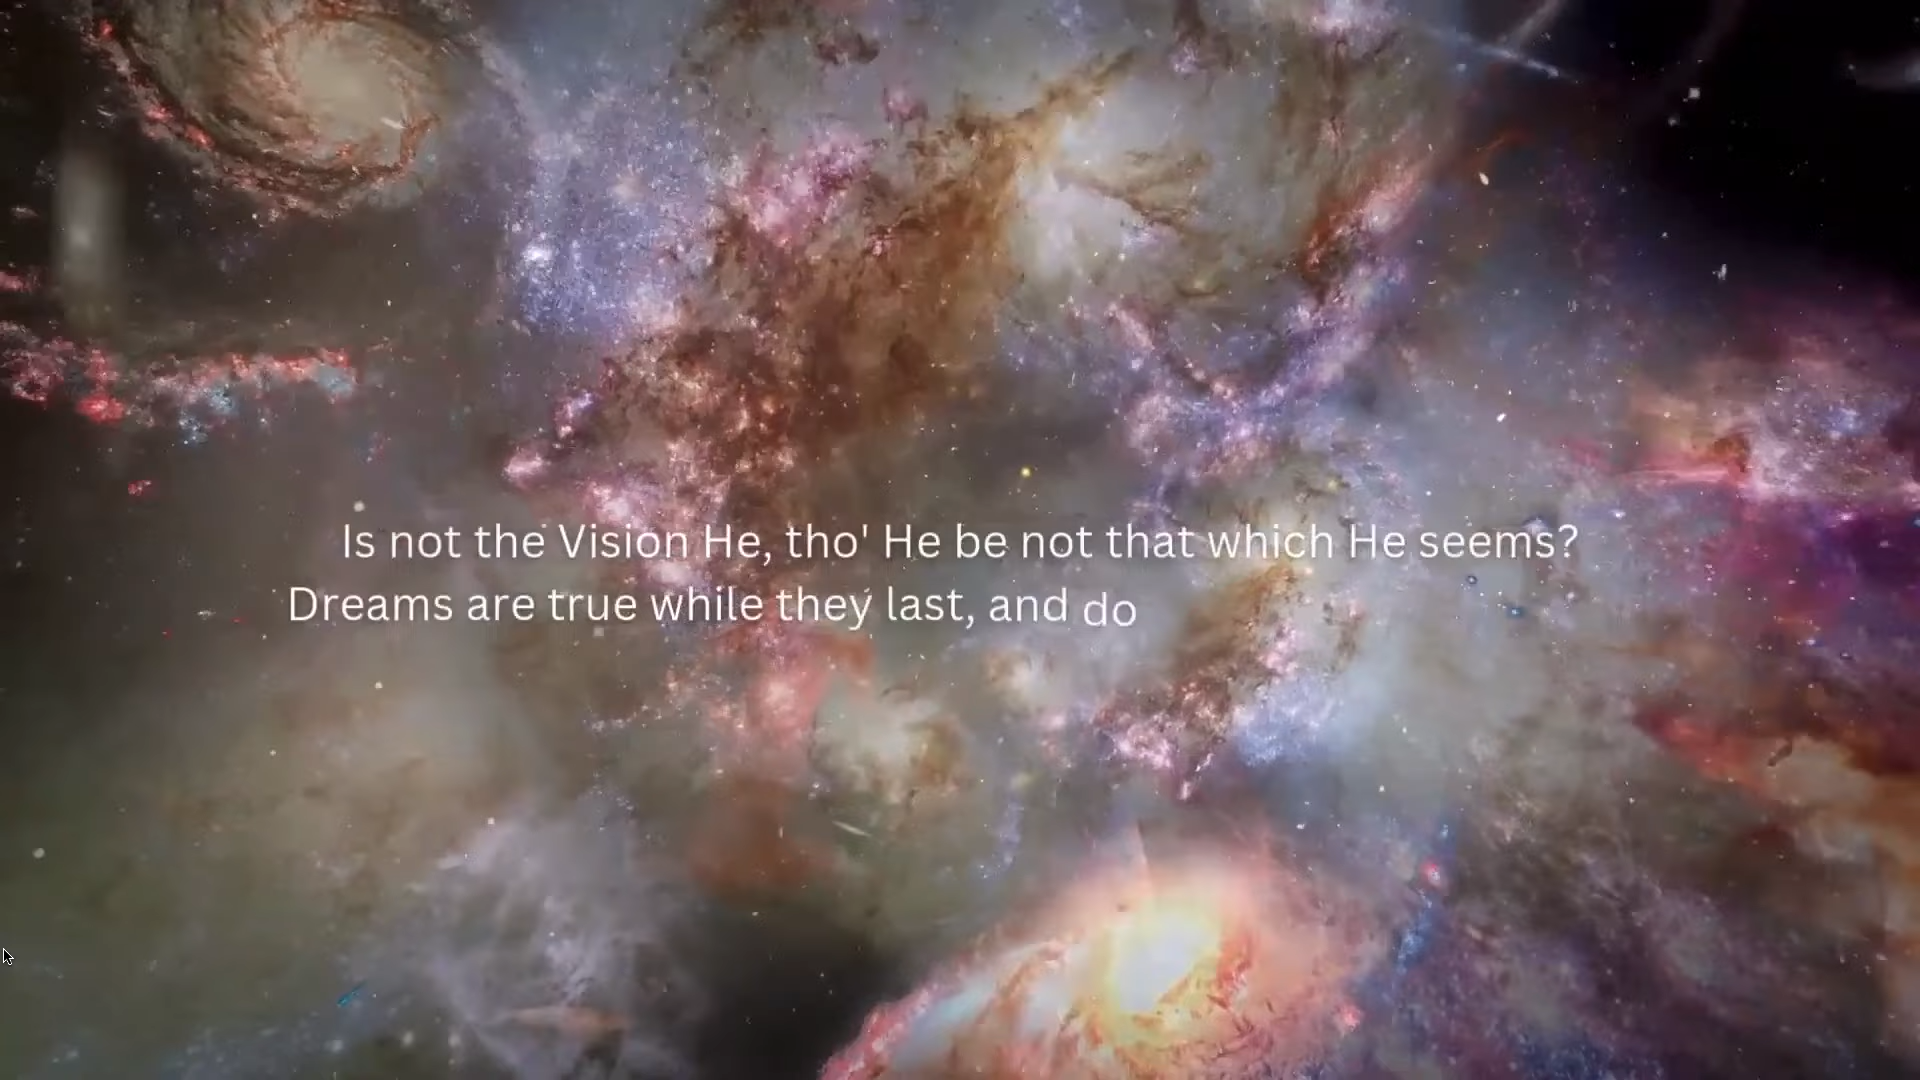 Is not the Vision He, tho' He be not that which He seems?
Dreams are true while they last, and do